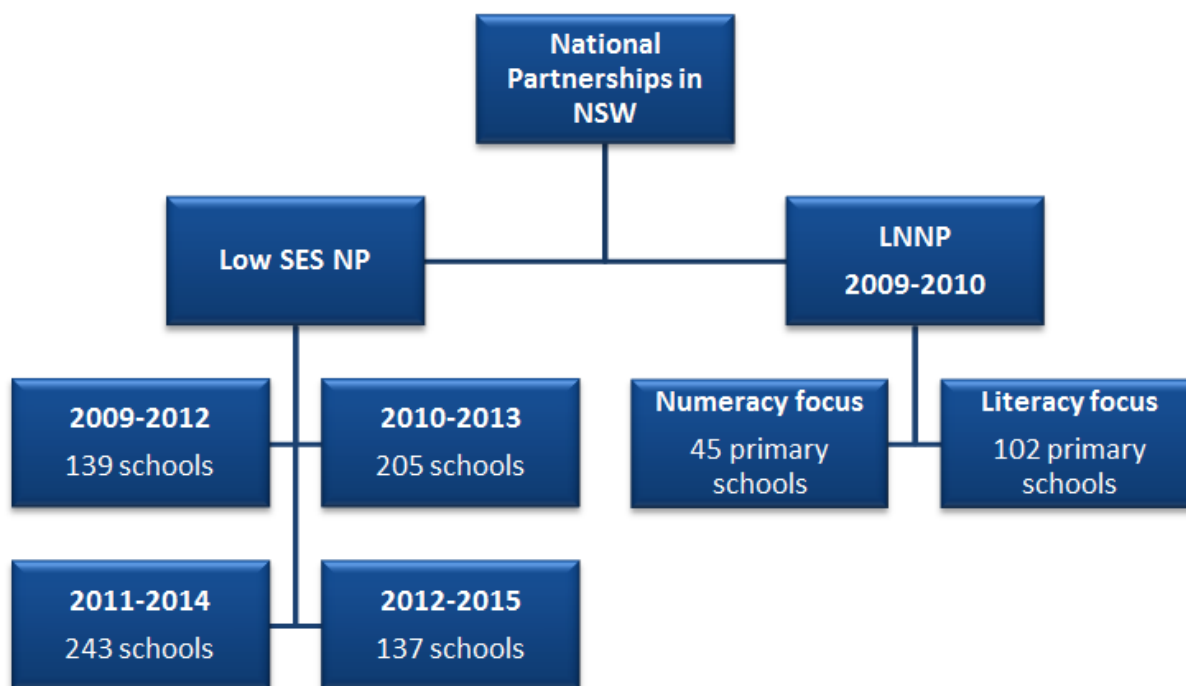 National
Partnerships in
NSW
Low SES NP
LNNP
2009-2010
2009-2012
139 schools
2010-2013
205 schools
Numeracy focus
45 primary
schools
Literacy focus
102 primary
schools
2011-2014
243 schools
2012-2015
137 schools